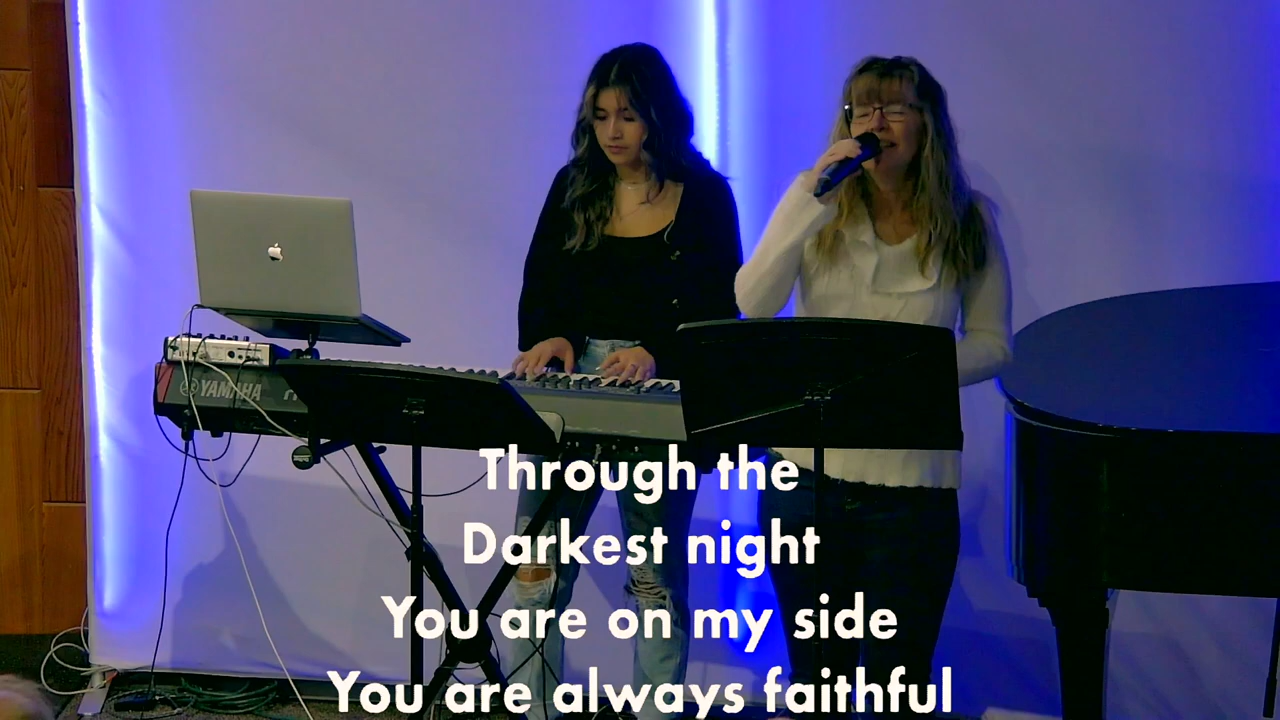 YAMAHA
Through the
Darkest night
You are on my side
You are always faithful